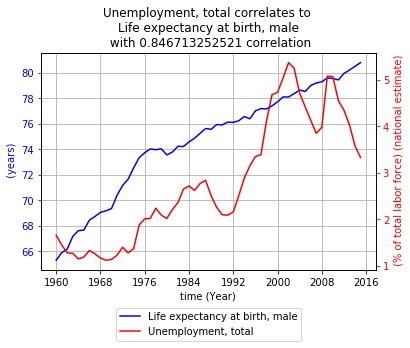 Unemployment, total correlates to
Life expectancy at birth, male
with 0.846713252521 correlation
80
78
76
74
72
70
68
66
(years)
5
4
3
2
1
(% of total labor force) (national estimate)
1960 1968 1976 1984 1992 2000 2008 2016
time (Year)
Life expectancy at birth, male
Unemployment, total